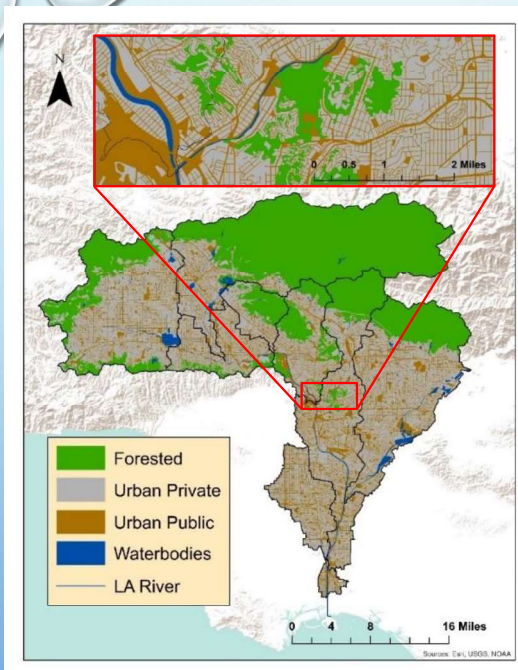 N
0 0.5 1 2 Miles
Forested
Urban Private
Urban Public
Waterbodies
LA River
0 4 8 16 Miles
Sources: Esri, USGS, NOAA